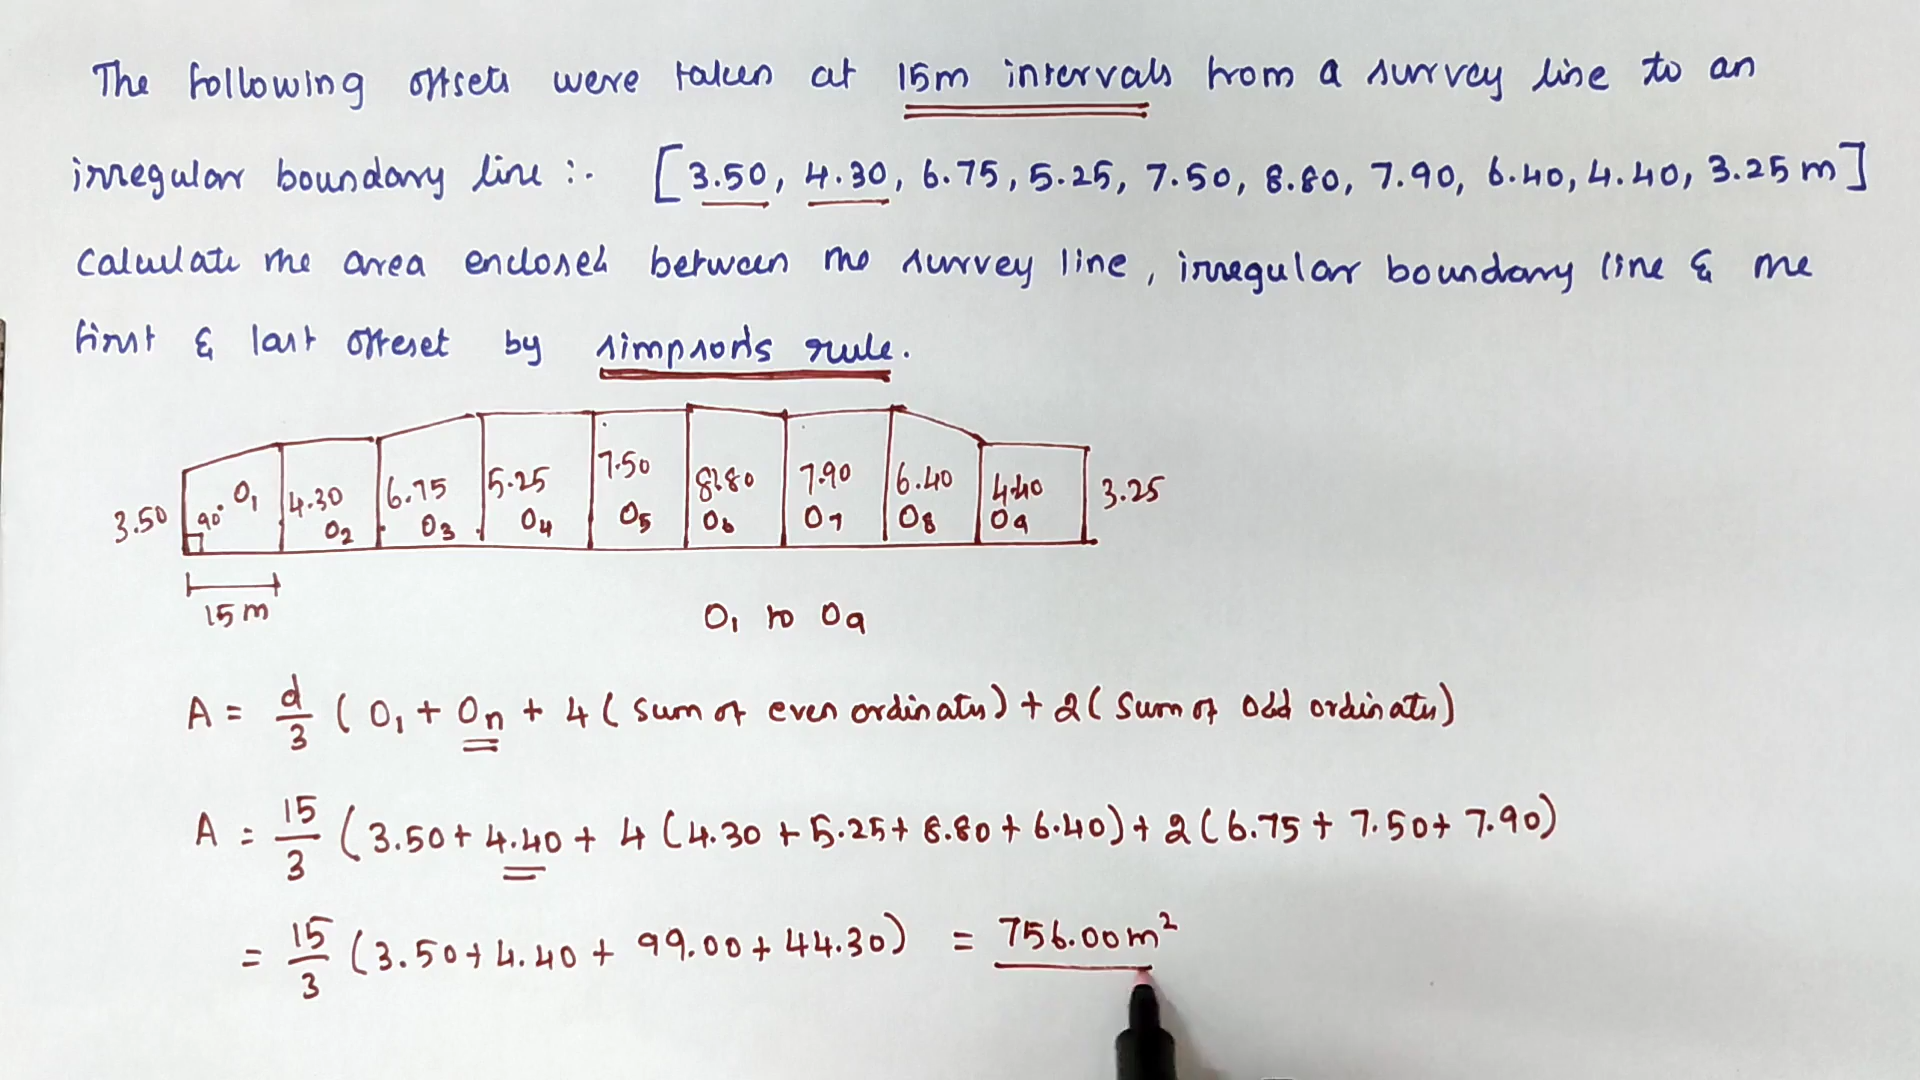 The following offsets were taken at 15m intervals from a survey line to an
irregular boundary line :- [3.50, 4.30, 6.75, 5.25, 7.50, 8.80, 7.90, 6.40, 4.40, 3.25 m]
Calculate the area enclosed between the survey line, irregular boundary line & the
first & last offset by simpson's rule.
3.50 90° O₁ 4.30 O₂ 6.75 O₃ 5.25 O₄ 7.50 O₅ 8.80 O₆ 7.90 O₇ 6.40 O₈ 4.40 O₉ 3.25
15 m
O₁ to O₉
A = d/3 ( O₁ + Oₙ + 4 ( Sum of even ordinates) + 2 ( Sum of odd ordinates)
A = 15/3 (3.50 + 4.40 + 4 (4.30 + 5.25 + 8.80 + 6.40) + 2 (6.75 + 7.50 + 7.90)
= 15/3 (3.50 + 4.40 + 99.00 + 44.30) = 756.00 m²